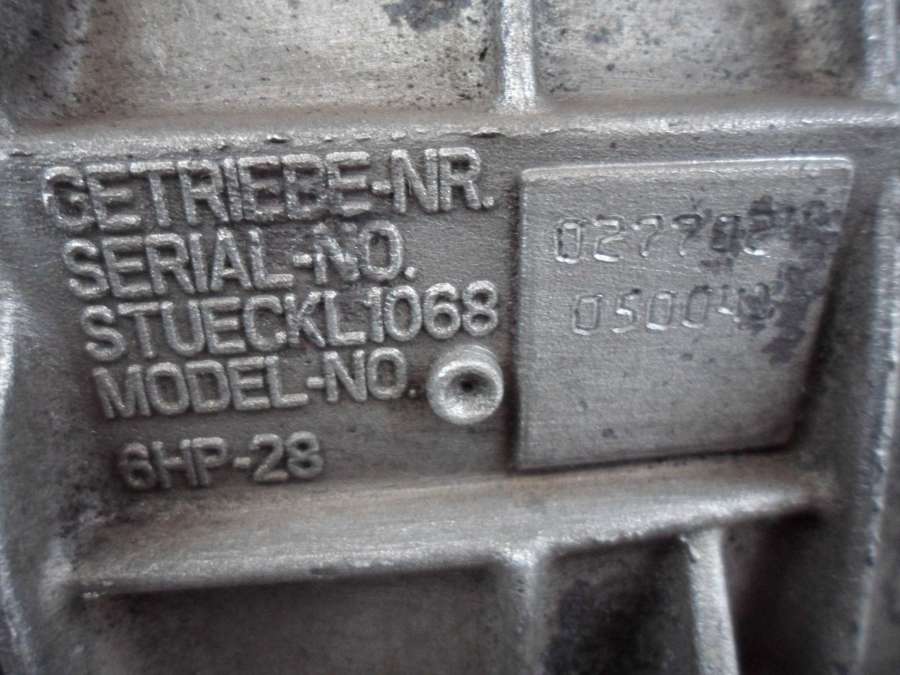 GETRIEBE-NR.
SERIAL-NO.
STUECKL1068
MODEL-NO.
6HP-28